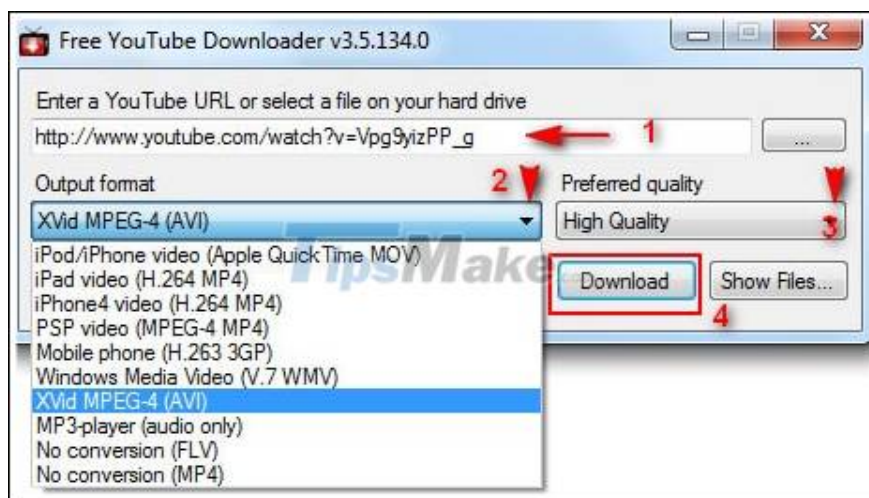 Free YouTube Downloader v3.5.134.0
Enter a YouTube URL or select a file on your hard drive
http://www.youtube.com/watch?v=Vpg9yizPP_g
1
...
Output format
2
Preferred quality
XVid MPEG-4 (AVI)
High Quality
3
iPod/iPhone video (Apple QuickTime MOV)
iPad video (H.264 MP4)
iPhone4 video (H.264 MP4)
PSP video (MPEG-4 MP4)
Mobile phone (H.263 3GP)
Windows Media Video (V.7 WMV)
XVid MPEG-4 (AVI)
MP3-player (audio only)
No conversion (FLV)
No conversion (MP4)
TipsMake
Download
Show Files...
4